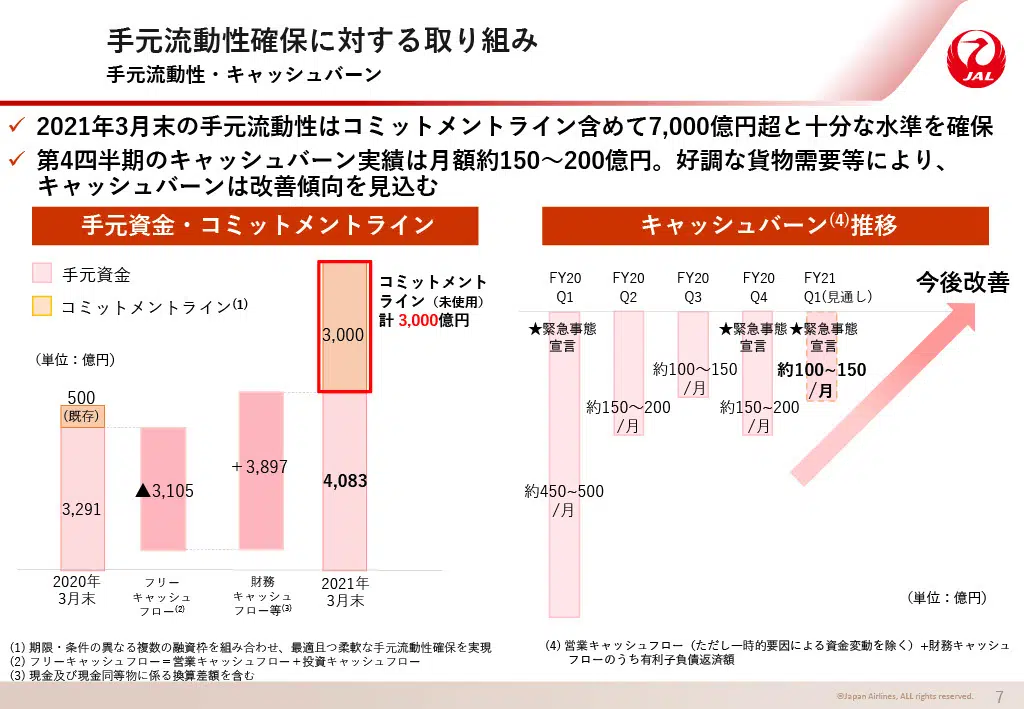 手元流動性確保に対する取り組み
手元流動性・キャッシュバーン
JAL
✓ 2021年3月末の手元流動性はコミットメントライン含めて7,000億円超と十分な水準を確保
✓ 第4四半期のキャッシュバーン実績は月額約150～200億円。好調な貨物需要等により、
キャッシュバーンは改善傾向を見込む
手元資金・コミットメントライン
手元資金
コミットメントライン(1)
（単位：億円）
コミットメント
ライン（未使用）
計 3,000億円
500
（既存）
3,291
▲3,105
＋3,897
3,000
4,083
2020年
3月末
フリー
キャッシュ
フロー(2)
財務
キャッシュ
フロー等(3)
2021年
3月末
キャッシュバーン(4)推移
FY20
Q1
FY20
Q2
FY20
Q3
FY20
Q4
FY21
Q1(見通し)
今後改善
★緊急事態
宣言
★緊急事態
宣言
★緊急事態
宣言
約450~500
/月
約150～200
/月
約100～150
/月
約150~200
/月
約100~150
/月
（単位：億円）
(1) 期限・条件の異なる複数の融資枠を組み合わせ、最適且つ柔軟な手元流動性確保を実現
(2) フリーキャッシュフロー＝営業キャッシュフロー＋投資キャッシュフロー
(3) 現金及び現金同等物に係る換算差額を含む
(4) 営業キャッシュフロー（ただし一時的要因による資金変動を除く）+財務キャッシュ
フローのうち有利子負債返済額
©Japan Airlines, ALL rights reserved.
7